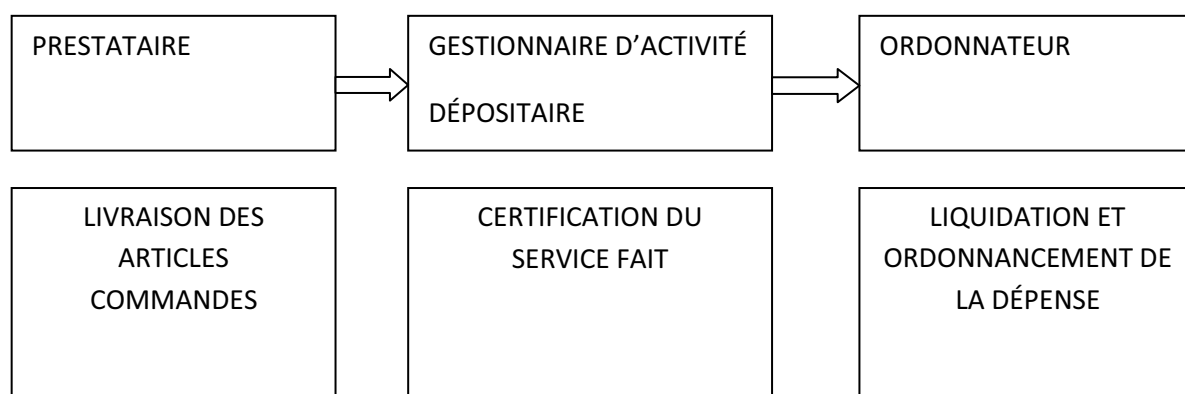 PRESTATAIRE
GESTIONNAIRE D’ACTIVITÉ
DÉPOSITAIRE
ORDONNATEUR
LIVRAISON DES
ARTICLES
COMMANDES
CERTIFICATION DU
SERVICE FAIT
LIQUIDATION ET
ORDONNANCEMENT DE
LA DÉPENSE